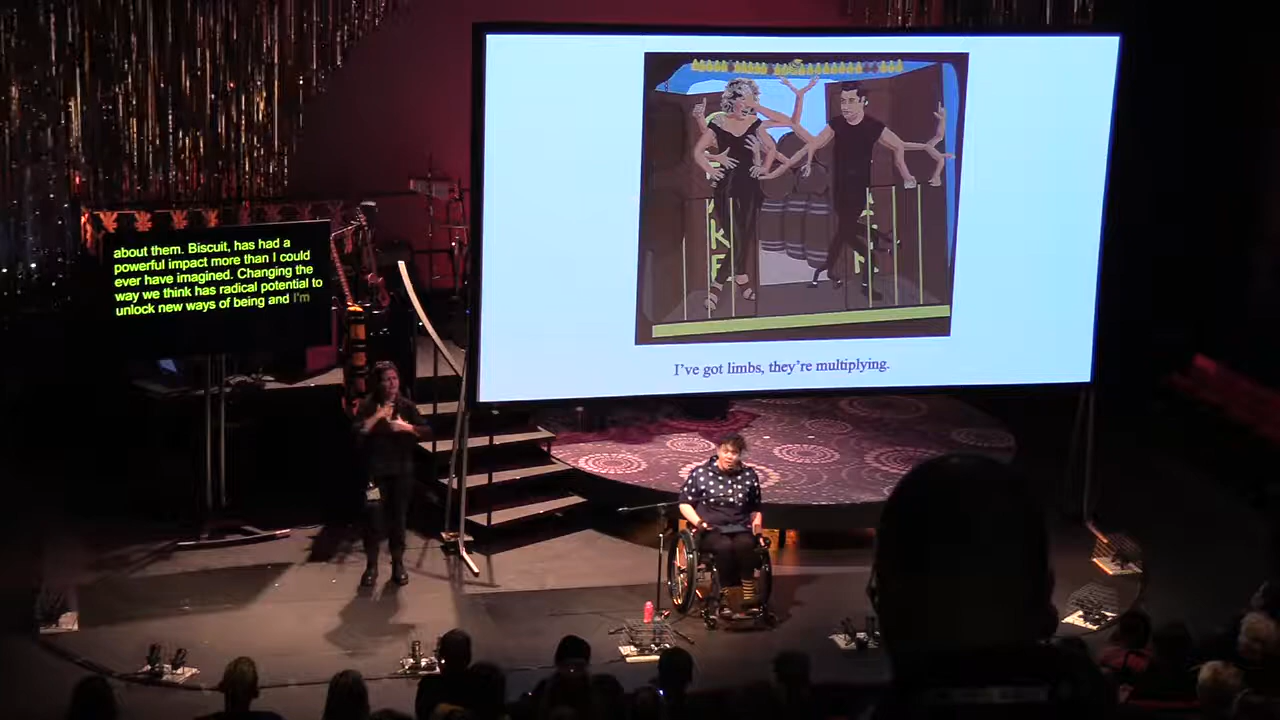 about them. Biscuit, has had a
powerful impact more than I could
ever have imagined. Changing the
way we think has radical potential to
unlock new ways of being and I'm
I've got limbs, they're multiplying.